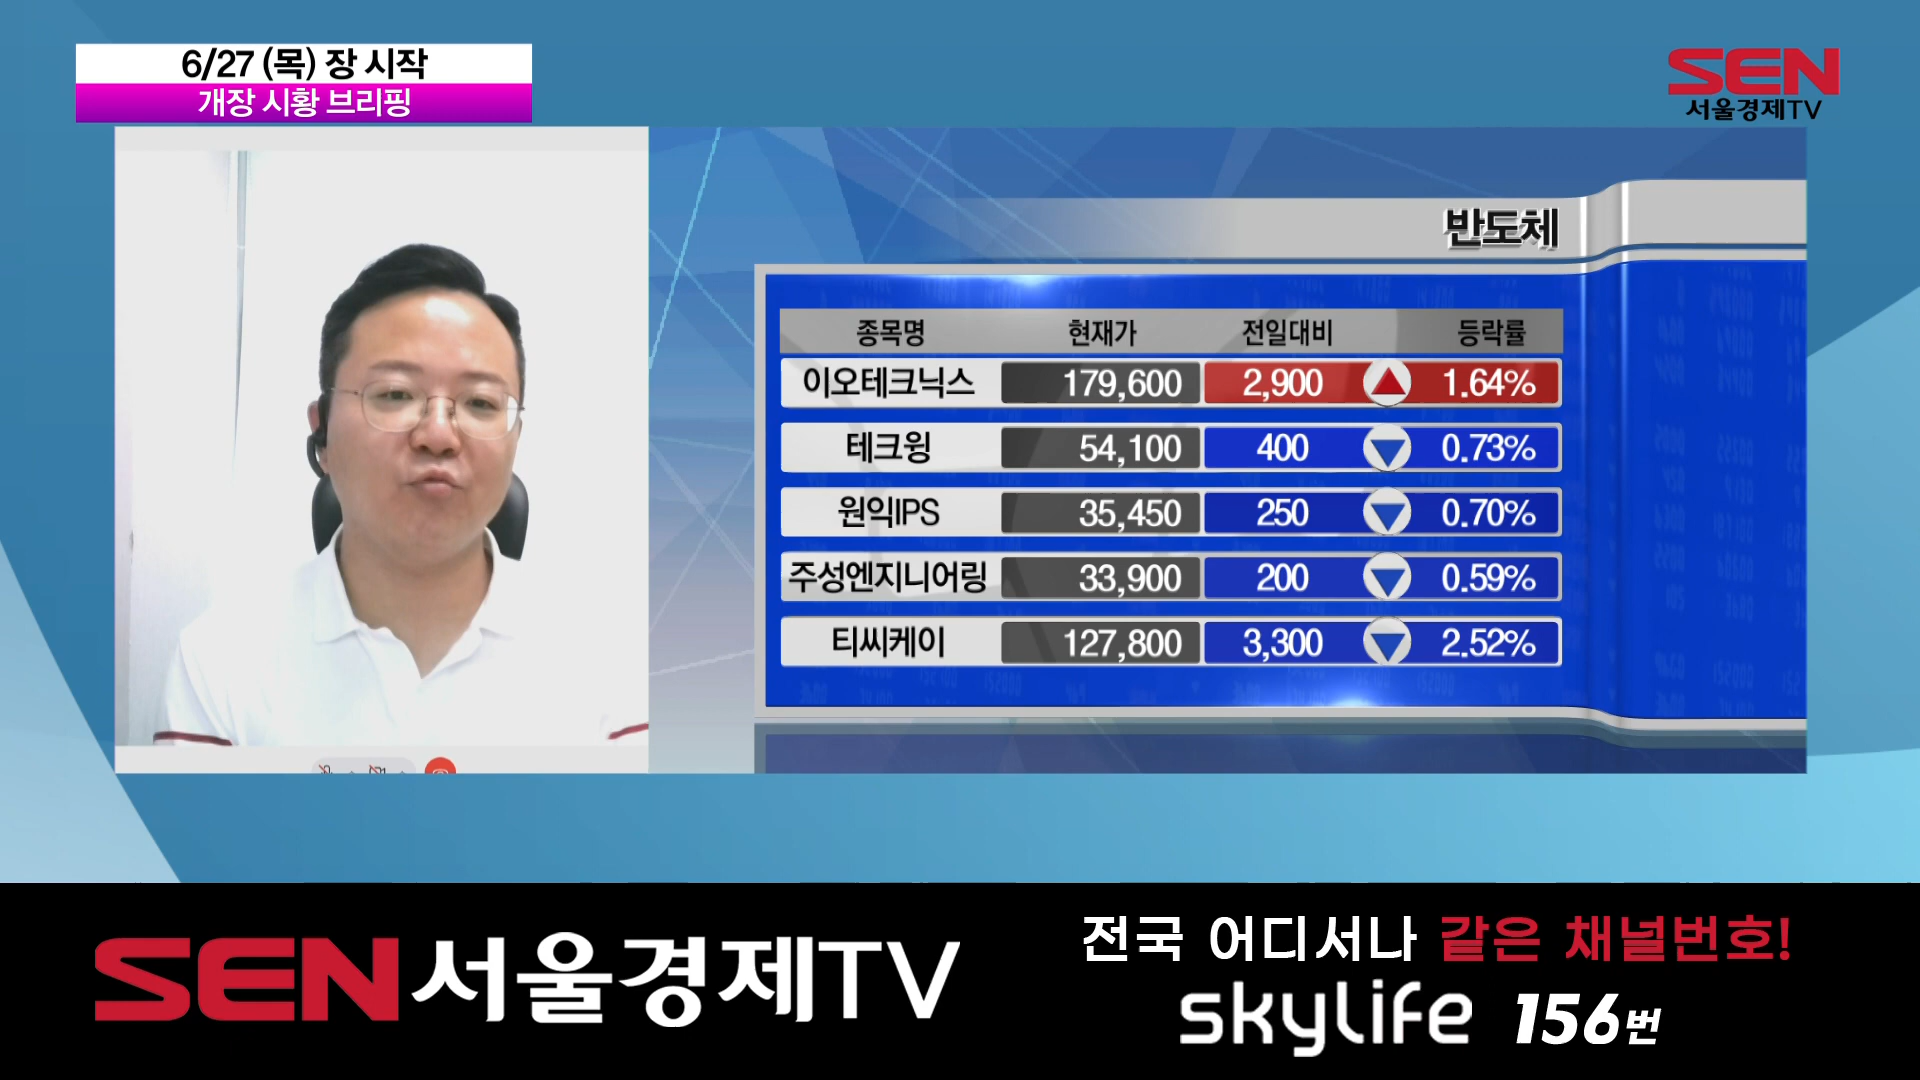 6/27 (목) 장 시작
개장 시황 브리핑
SEN
서울경제TV
반도체
종목명 현재가 전일대비 등락률
이오테크닉스 179,600 2,900 ▲ 1.64%
테크윙 54,100 400 ▼ 0.73%
원익IPS 35,450 250 ▼ 0.70%
주성엔지니어링 33,900 200 ▼ 0.59%
티씨케이 127,800 3,300 ▼ 2.52%
SEN서울경제TV
전국 어디서나 같은 채널번호!
skylife 156번